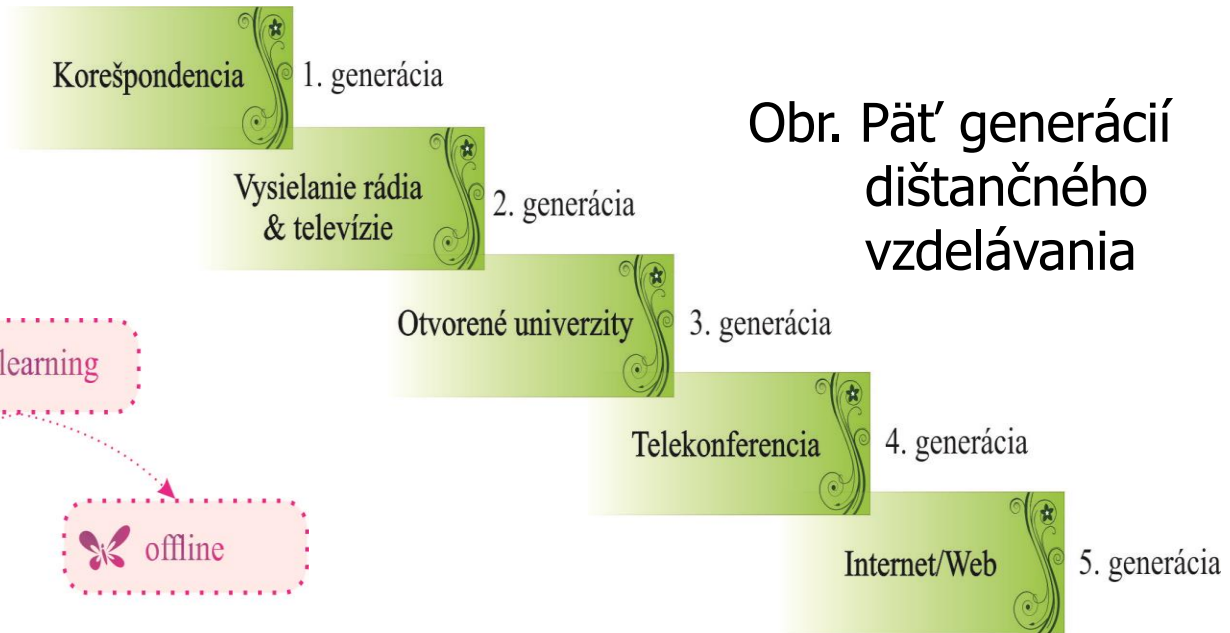 Korešpondencia
1. generácia
Obr. Päť generácií
dištančného
vzdelávania
Vysielanie rádia
& televízie
2. generácia
Otvorené univerzity
3. generácia
learning
Telekonferencia
4. generácia
offline
Internet/Web
5. generácia